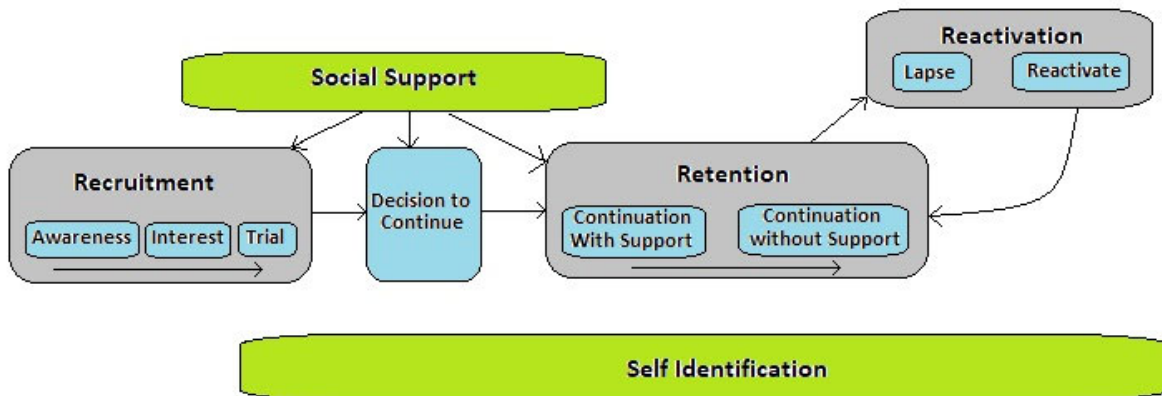 Reactivation
Lapse
Reactivate
Social Support
Recruitment
Awareness
Interest
Trial
Decision to
Continue
Retention
Continuation
With Support
Continuation
without Support
Self Identification